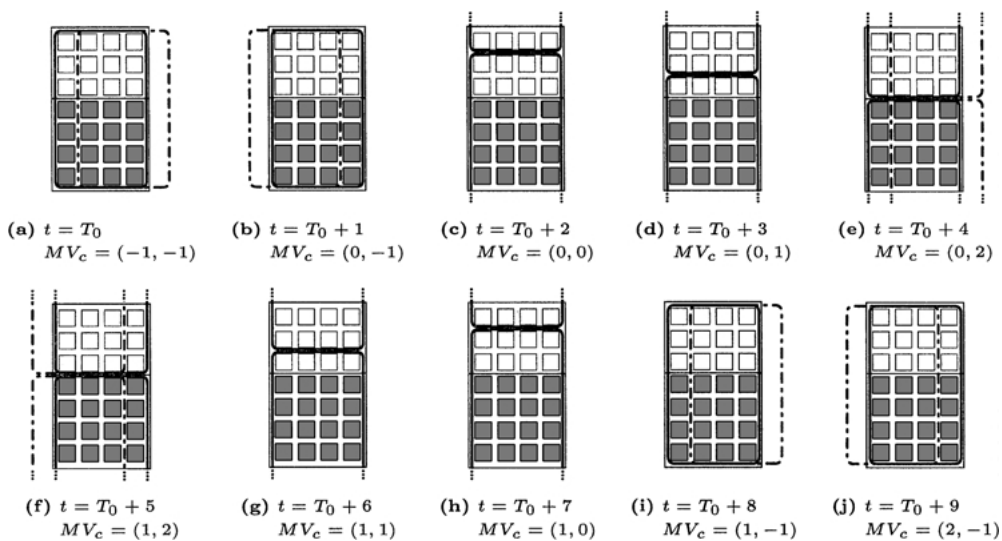 (a) t = T0
MVc = (−1, −1)
(b) t = T0 + 1
MVc = (0, −1)
(c) t = T0 + 2
MVc = (0, 0)
(d) t = T0 + 3
MVc = (0, 1)
(e) t = T0 + 4
MVc = (0, 2)
(f) t = T0 + 5
MVc = (1, 2)
(g) t = T0 + 6
MVc = (1, 1)
(h) t = T0 + 7
MVc = (1, 0)
(i) t = T0 + 8
MVc = (1, −1)
(j) t = T0 + 9
MVc = (2, −1)